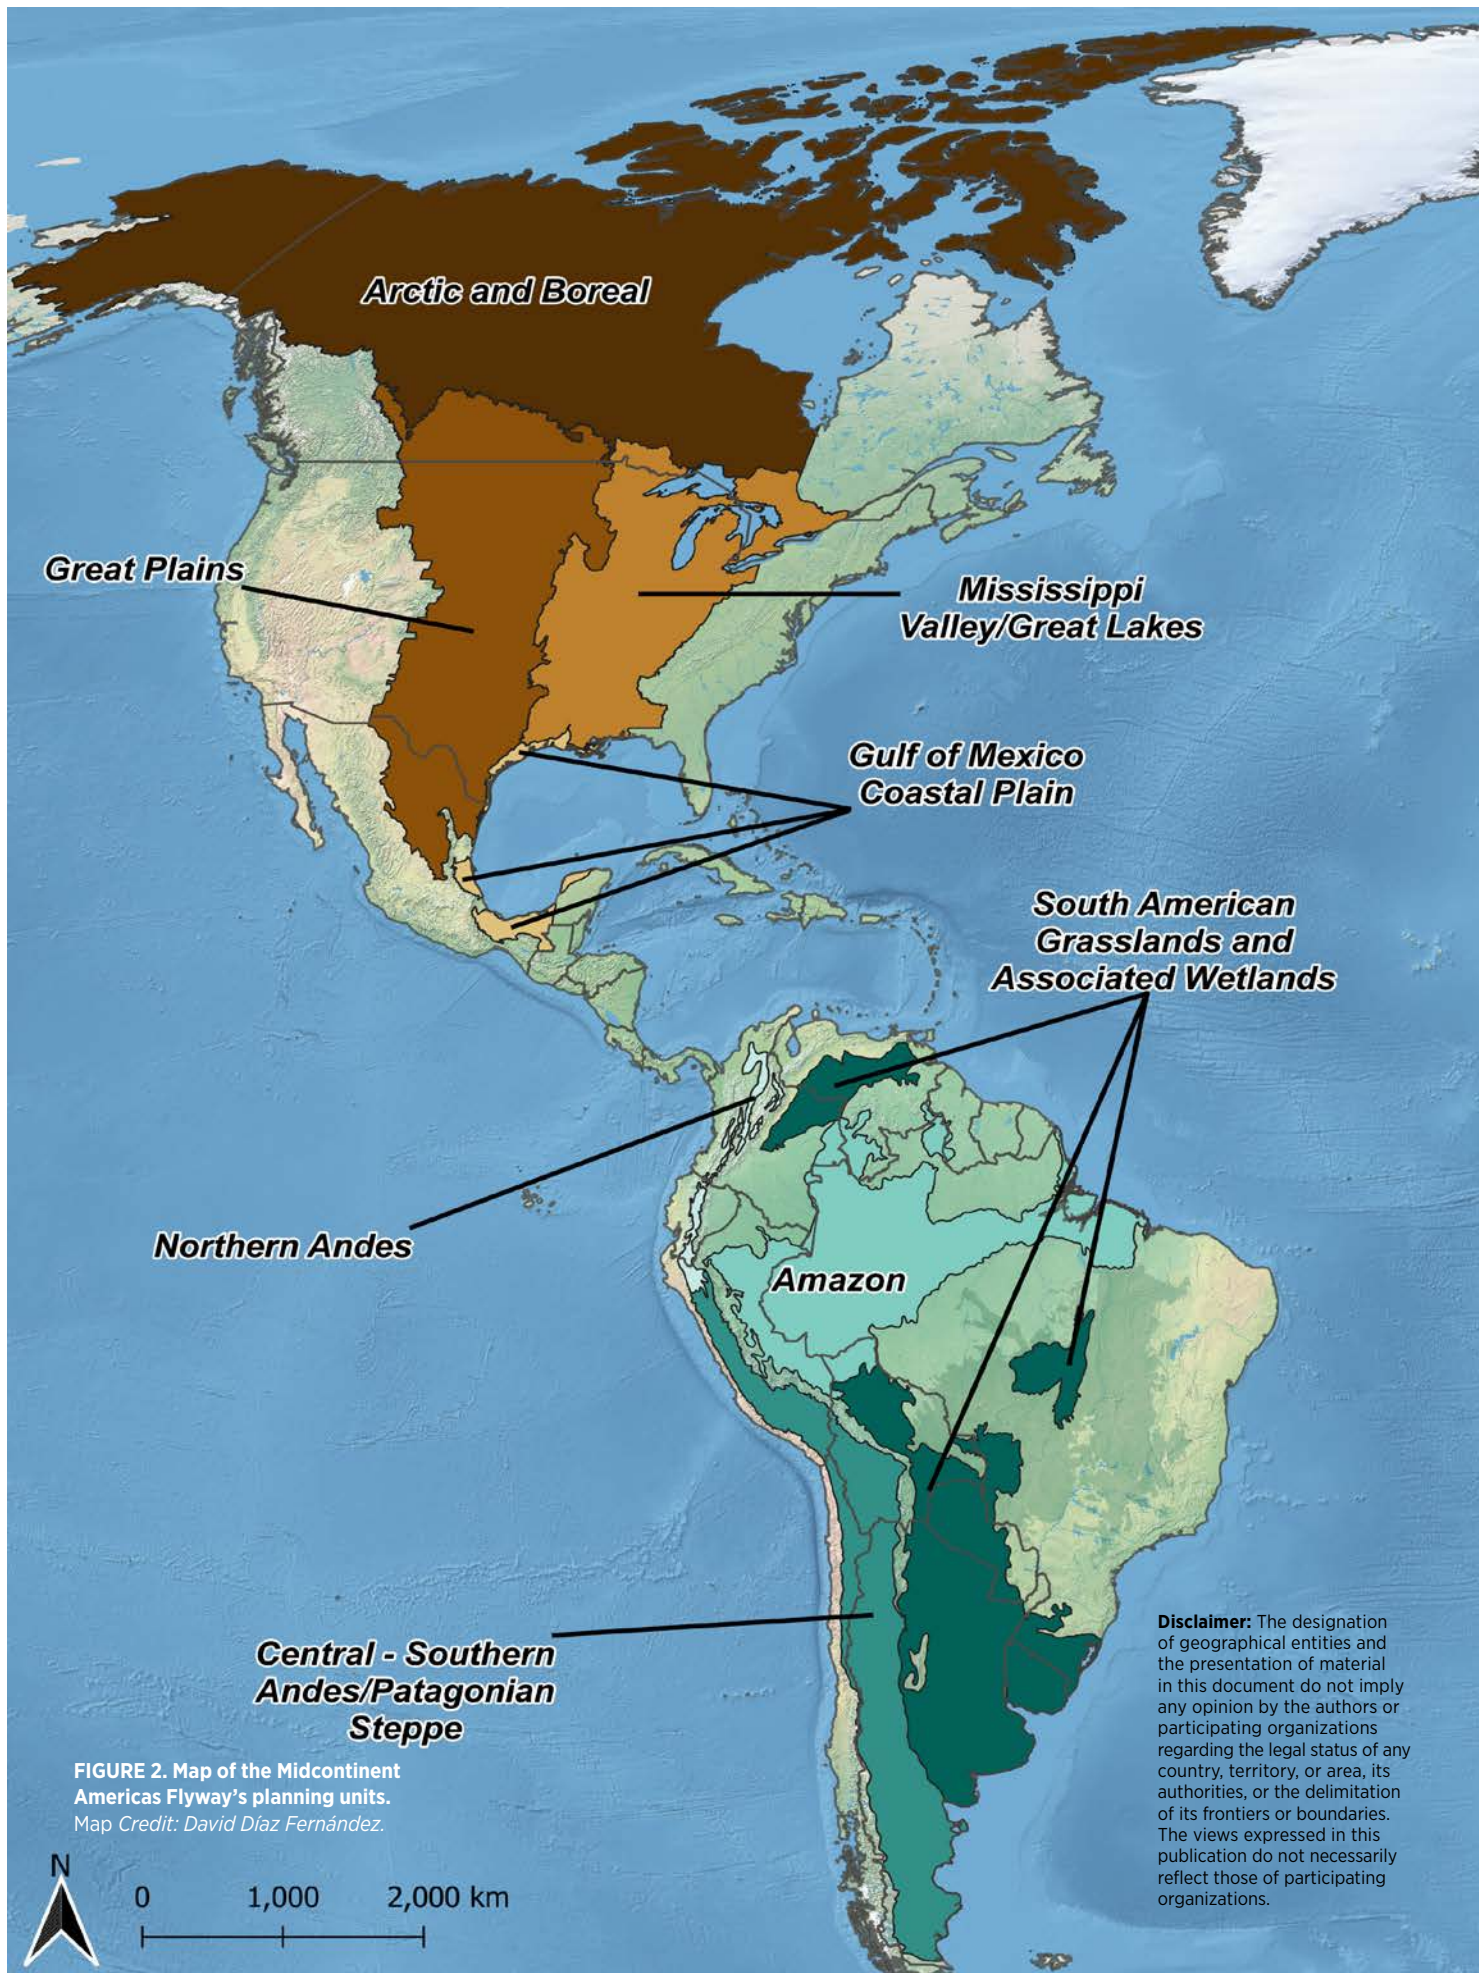 Arctic and Boreal
Great Plains
Mississippi
Valley/Great Lakes
Gulf of Mexico
Coastal Plain
South American
Grasslands and
Associated Wetlands
Northern Andes
Amazon
Central - Southern
Andes/Patagonian
Steppe
FIGURE 2. Map of the Midcontinent
Americas Flyway's planning units.
Map Credit: David Díaz Fernández.
N
0 1,000 2,000 km
Disclaimer: The designation
of geographical entities and
the presentation of material
in this document do not imply
any opinion by the authors or
participating organizations
regarding the legal status of any
country, territory, or area, its
authorities, or the delimitation
of its frontiers or boundaries.
The views expressed in this
publication do not necessarily
reflect those of participating
organizations.